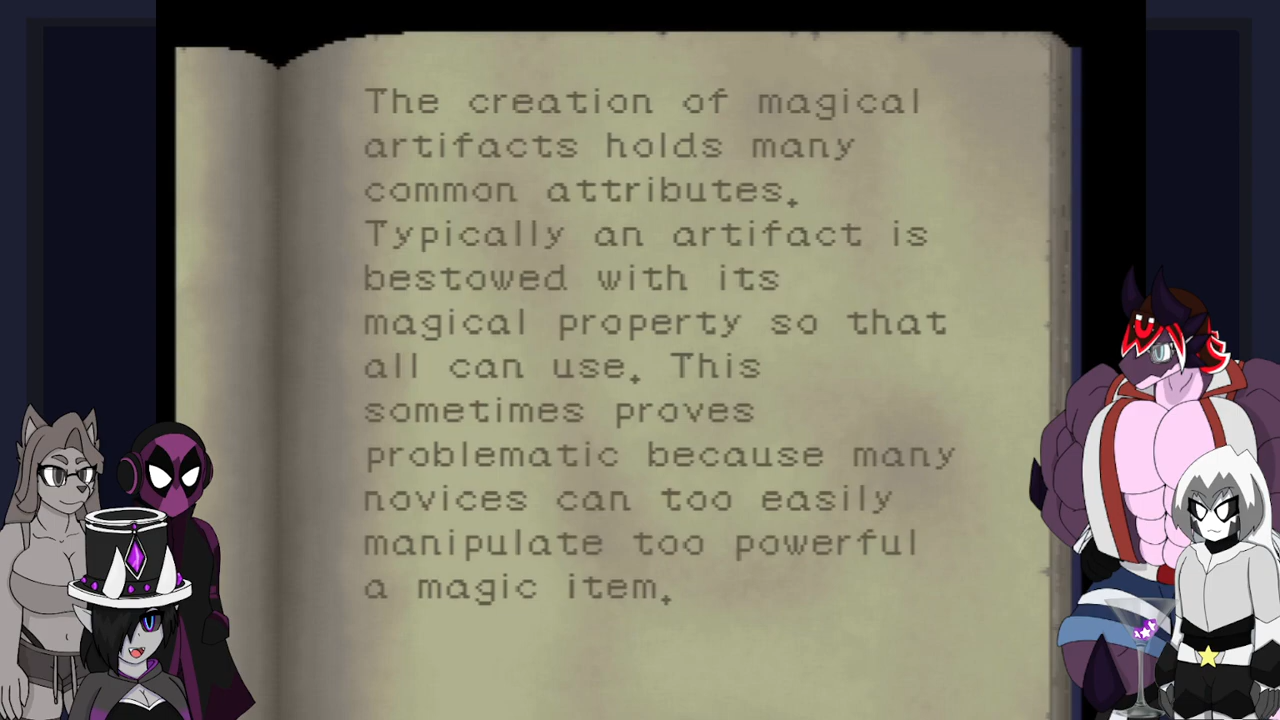 The creation of magical
artifacts holds many
common attributes.
Typically an artifact is
bestowed with its
magical property so that
all can use. This
sometimes proves
problematic because many
novices can too easily
manipulate too powerful
a magic item.